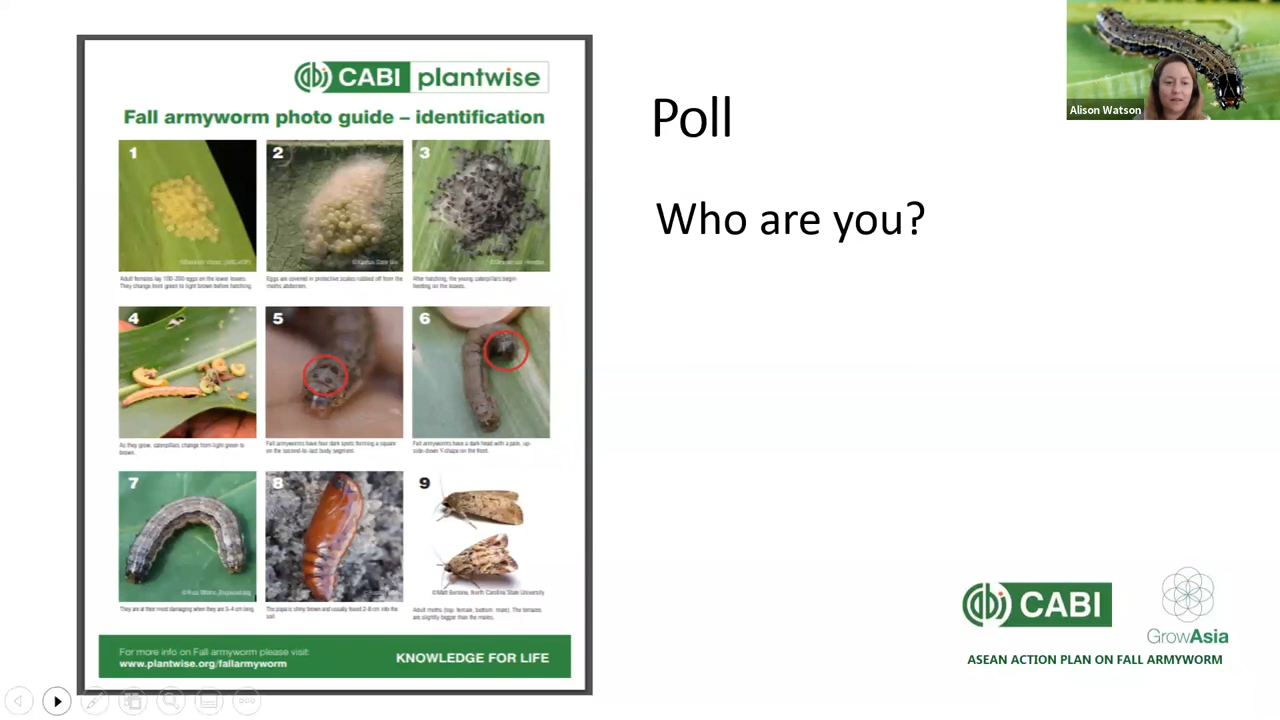 CABI plantwise
Fall armyworm photo guide – identification
1
2
3
Adult females lay 100-200 eggs on the lower leaves.
They change from green to light brown before hatching.
Eggs are covered in protective scales rubbed off from the
moths abdomen.
After hatching, the young caterpillars begin
feeding on the leaves.
4
5
6
As they grow, caterpillars change from light green to
brown.
Fall armyworms have four dark spots forming a square
on the second-to-last body segment.
Fall armyworms have a dark head with a pale, up-
side-down Y-shape on the front.
7
8
9
©Matt Bertone, North Carolina State University
They are at their most damaging when they are 3-4 cm long.
The pupa is shiny brown and usually found 2-8 cm into the
soil.
Adult moths (top: female, bottom: male). The females
are slightly bigger than the males.
For more info on Fall armyworm please visit:
www.plantwise.org/fallarmyworm
KNOWLEDGE FOR LIFE
Poll
Who are you?
Alison Watson
CABI
GrowAsia
ASEAN ACTION PLAN ON FALL ARMYWORM